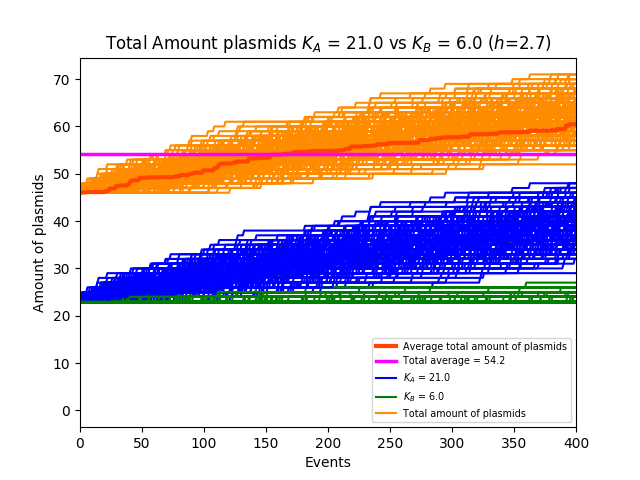 Total Amount plasmids K_A = 21.0 vs K_B = 6.0 (h=2.7)
Amount of plasmids
70
60
50
40
30
20
10
0
Average total amount of plasmids
Total average = 54.2
K_A = 21.0
K_B = 6.0
Total amount of plasmids
0 50 100 150 200 250 300 350 400
Events